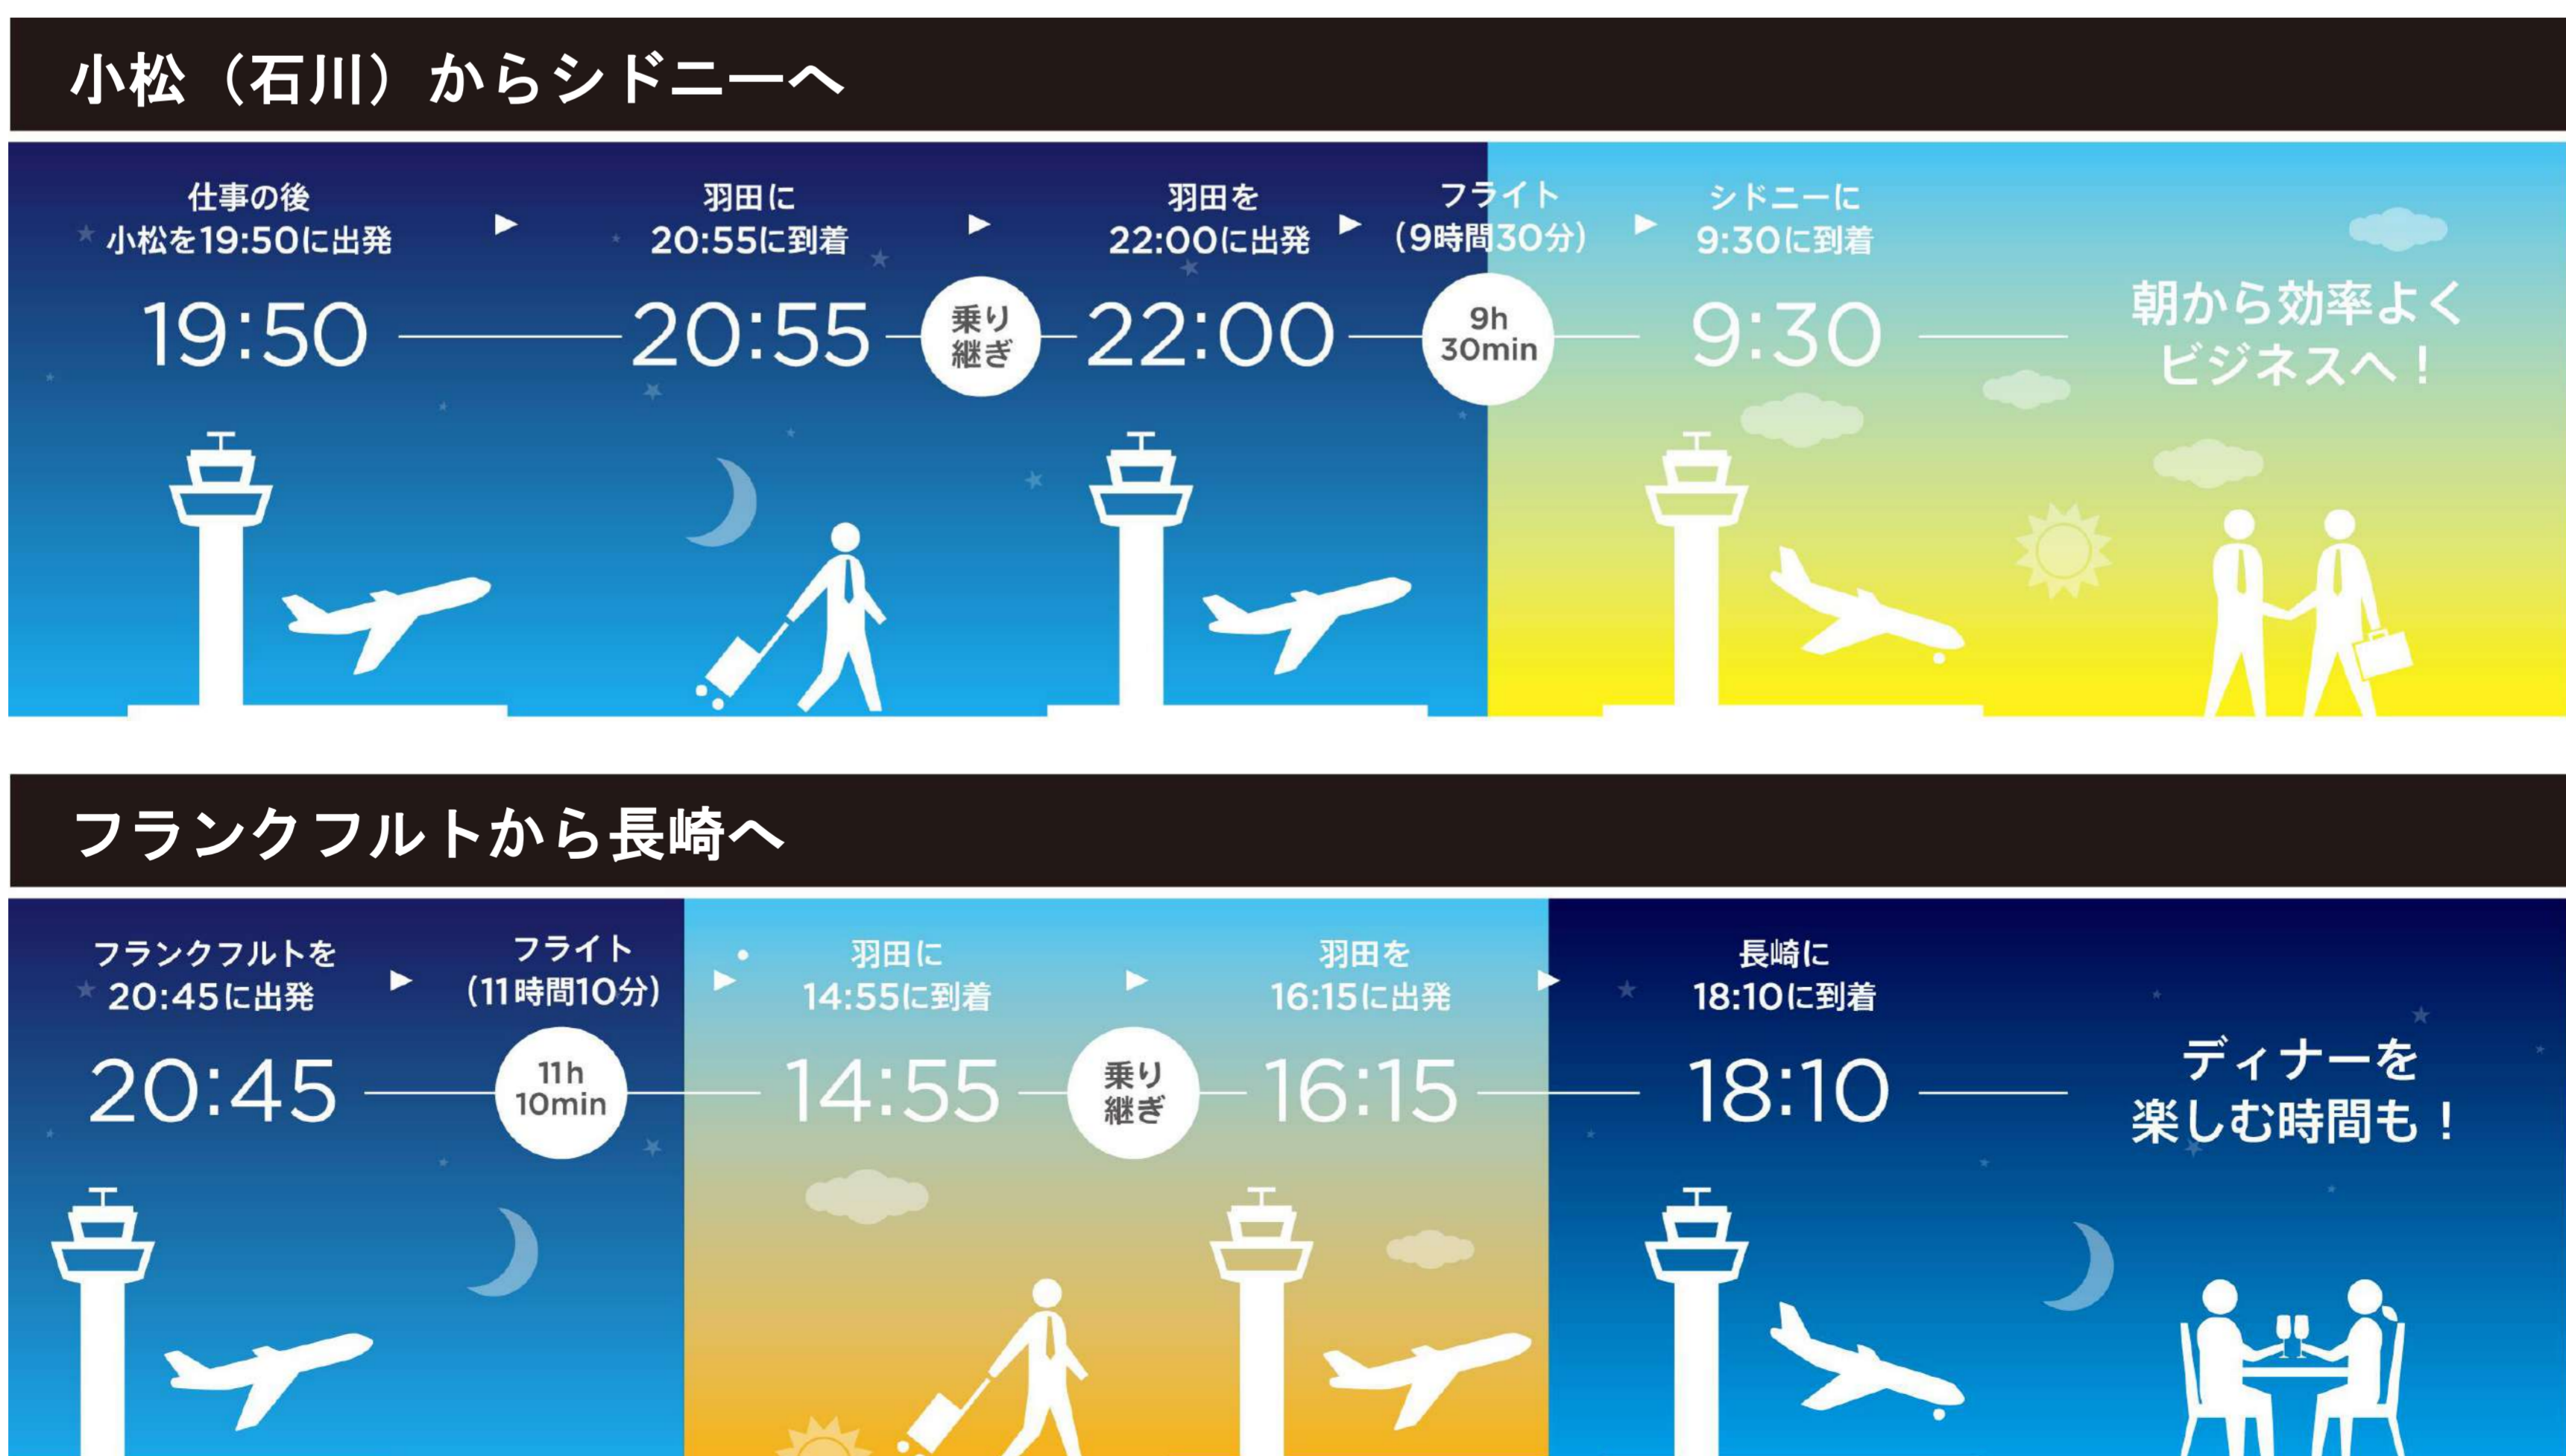 小松（石川）からシドニーへ
仕事の後
小松を19:50に出発
羽田に
20:55に到着
羽田を
22:00に出発
フライト
（9時間30分）
シドニーに
9:30に到着
19:50
20:55
乗り
継ぎ
22:00
9h
30min
9:30
朝から効率よく
ビジネスへ！
フランクフルトから長崎へ
フランクフルトを
20:45に出発
フライト
(11時間10分)
羽田に
14:55に到着
羽田を
16:15に出発
長崎に
18:10に到着
20:45
11h
10min
14:55
乗り
継ぎ
16:15
18:10
ディナーを
楽しむ時間も！